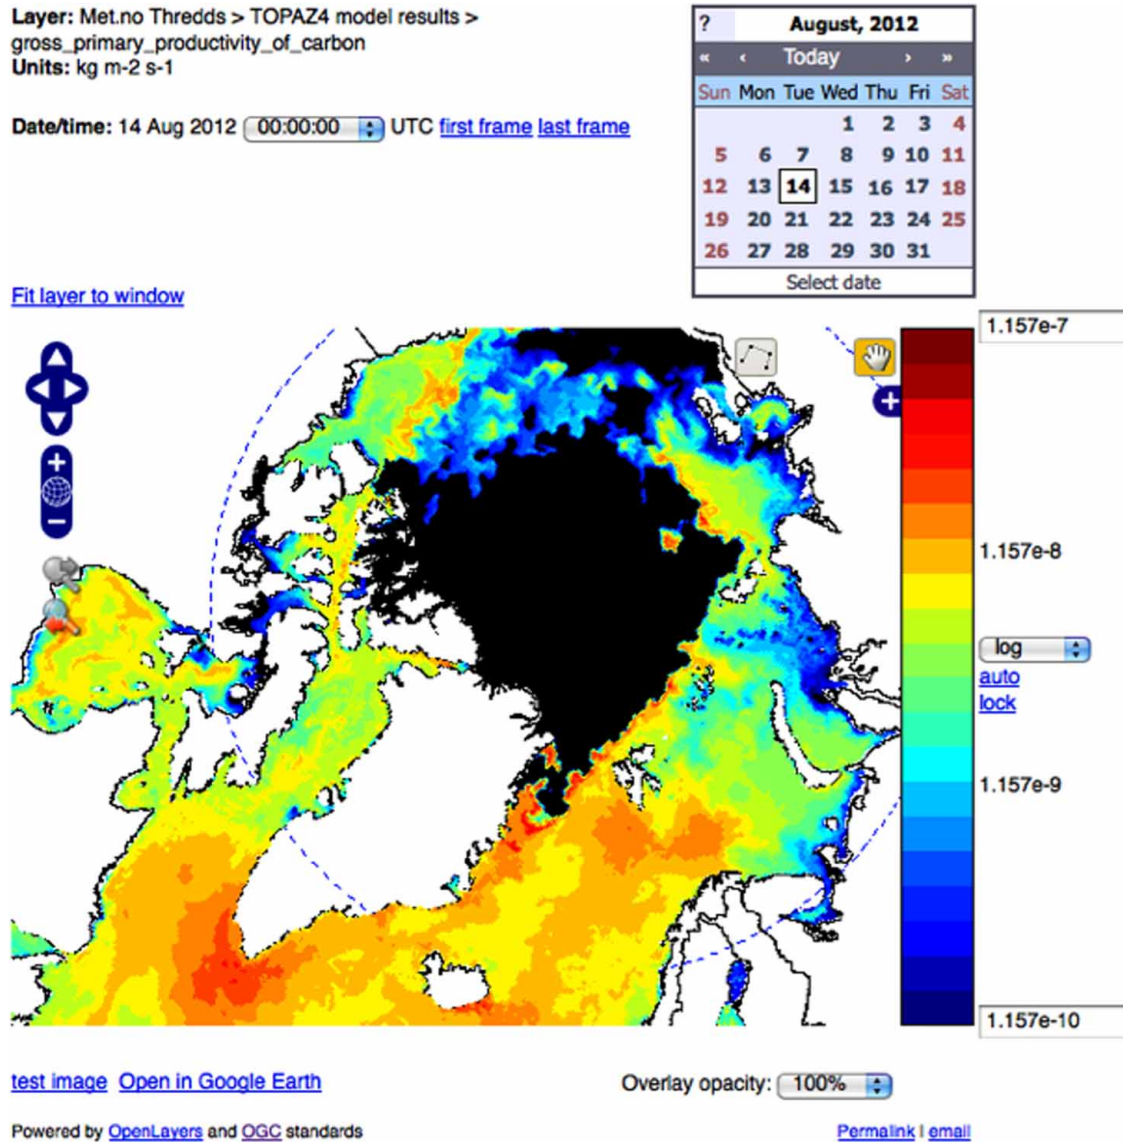 Layer: Met.no Thredds > TOPAZ4 model results >
gross_primary_productivity_of_carbon
Units: kg m-2 s-1
Date/time: 14 Aug 2012 00:00:00 UTC first frame last frame
? August, 2012
« ‹ Today › »
Sun Mon Tue Wed Thu Fri Sat
1 2 3 4
5 6 7 8 9 10 11
12 13 14 15 16 17 18
19 20 21 22 23 24 25
26 27 28 29 30 31
Select date
Fit layer to window
1.157e-7
1.157e-8
log
auto
lock
1.157e-9
1.157e-10
test image Open in Google Earth
Overlay opacity: 100%
Powered by OpenLayers and OGC standards
Permalink | email